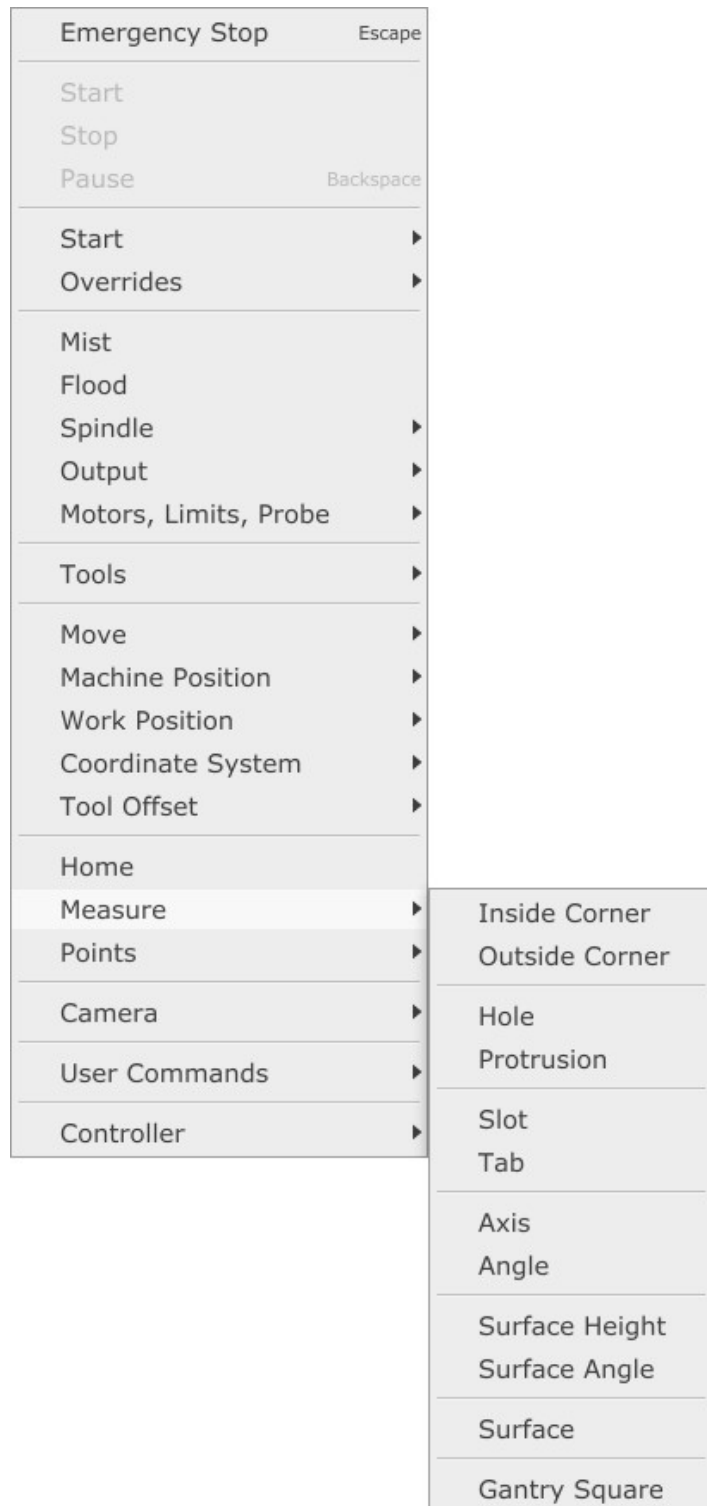 Emergency Stop Escape
Start
Stop
Pause Backspace
Start
Overrides
Mist
Flood
Spindle
Output
Motors, Limits, Probe
Tools
Move
Machine Position
Work Position
Coordinate System
Tool Offset
Home
Measure
Points
Camera
User Commands
Controller
Inside Corner
Outside Corner
Hole
Protrusion
Slot
Tab
Axis
Angle
Surface Height
Surface Angle
Surface
Gantry Square